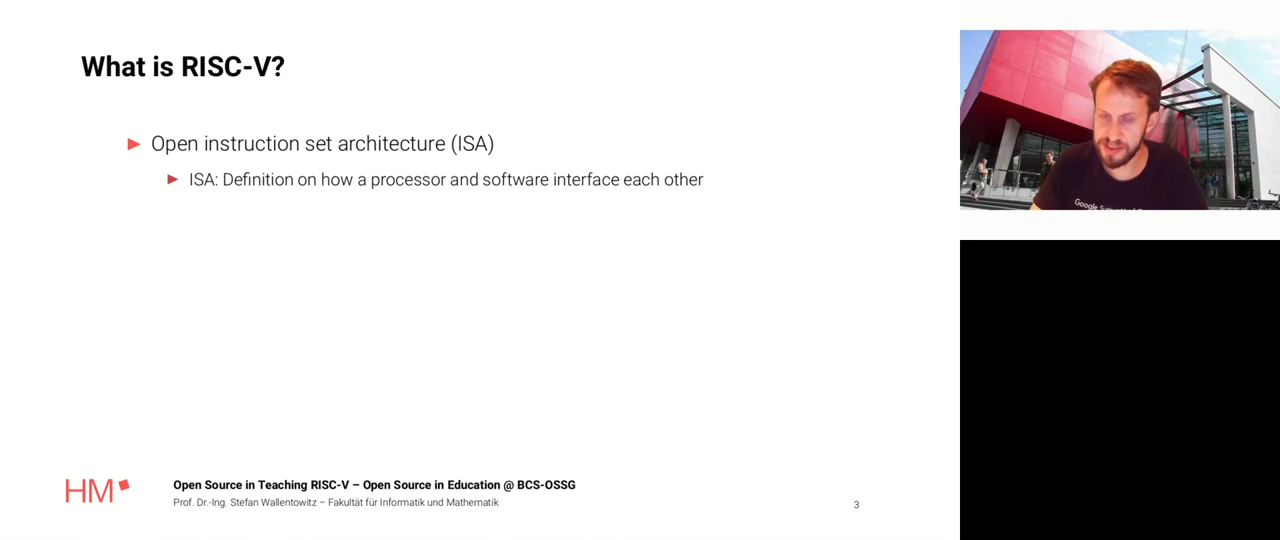 What is RISC-V?
Open instruction set architecture (ISA)
ISA: Definition on how a processor and software interface each other
HM
Open Source in Teaching RISC-V – Open Source in Education @ BCS-OSSG
Prof. Dr.-Ing. Stefan Wallentowitz – Fakultät für Informatik und Mathematik
3
Google